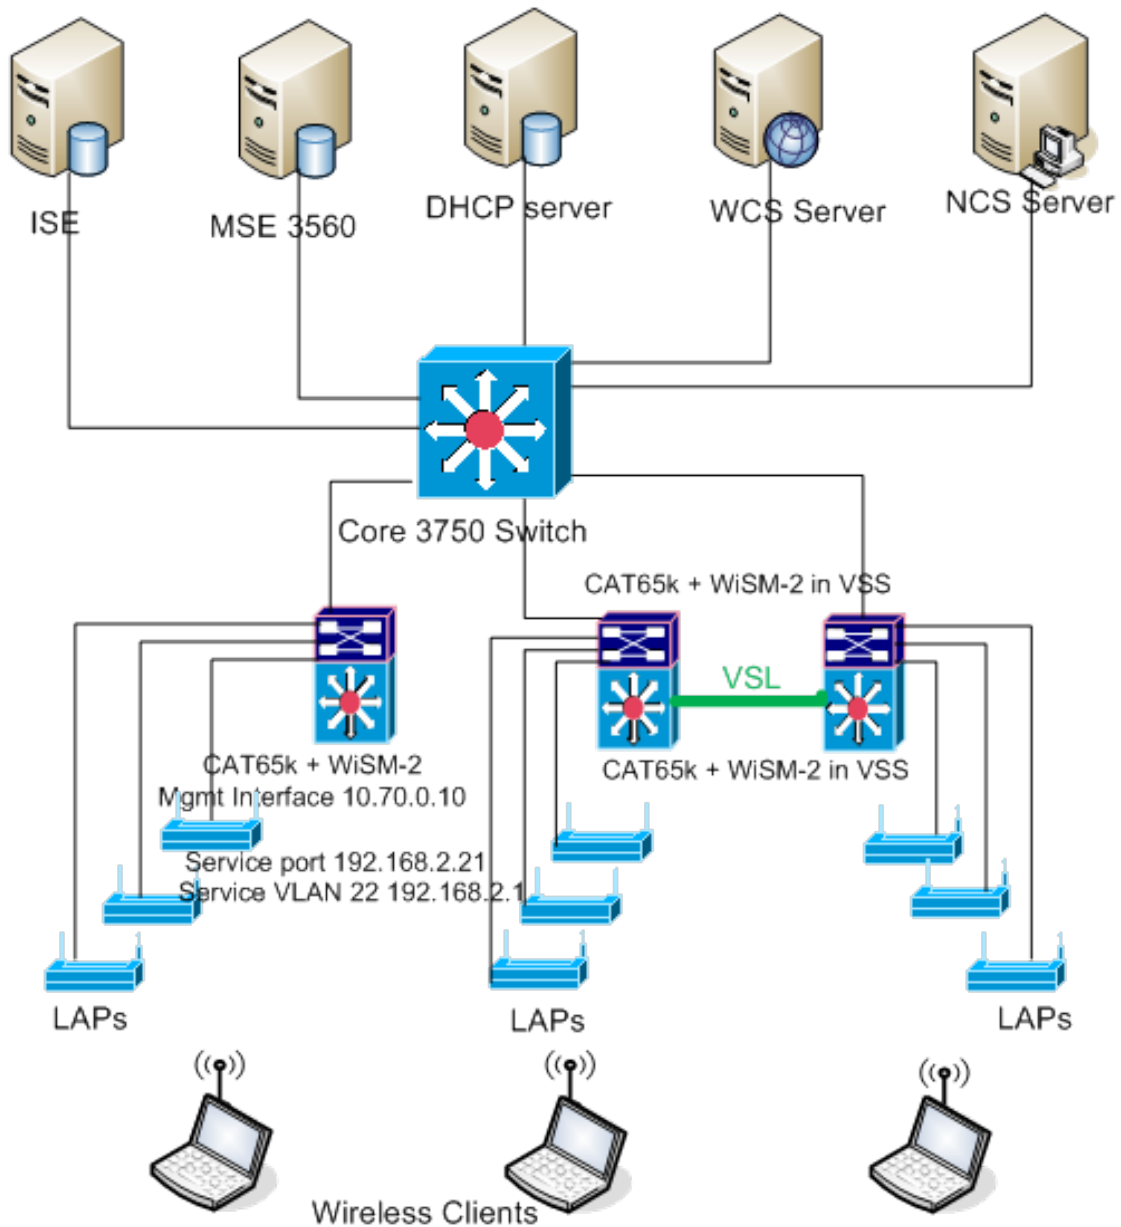 ISE
MSE 3560
DHCP server
WCS Server
NCS Server
Core 3750 Switch
CAT65k + WiSM-2 in VSS
VSL
CAT65k + WiSM-2
Mgmt Interface 10.70.0.10
CAT65k + WiSM-2 in VSS
Service port 192.168.2.21
Service VLAN 22 192.168.2.1
LAPs
LAPs
LAPs
Wireless Clients